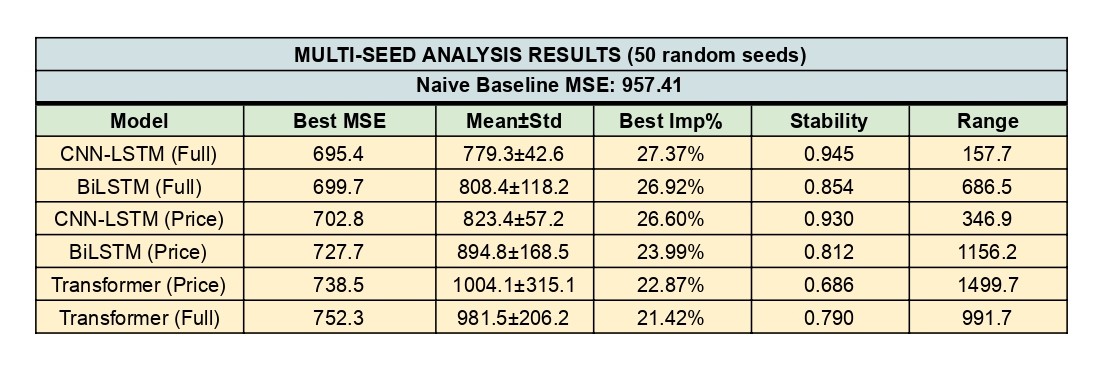 MULTI-SEED ANALYSIS RESULTS (50 random seeds)
Naive Baseline MSE: 957.41
Model Best MSE Mean±Std Best Imp% Stability Range
CNN-LSTM (Full) 695.4 779.3±42.6 27.37% 0.945 157.7
BiLSTM (Full) 699.7 808.4±118.2 26.92% 0.854 686.5
CNN-LSTM (Price) 702.8 823.4±57.2 26.60% 0.930 346.9
BiLSTM (Price) 727.7 894.8±168.5 23.99% 0.812 1156.2
Transformer (Price) 738.5 1004.1±315.1 22.87% 0.686 1499.7
Transformer (Full) 752.3 981.5±206.2 21.42% 0.790 991.7